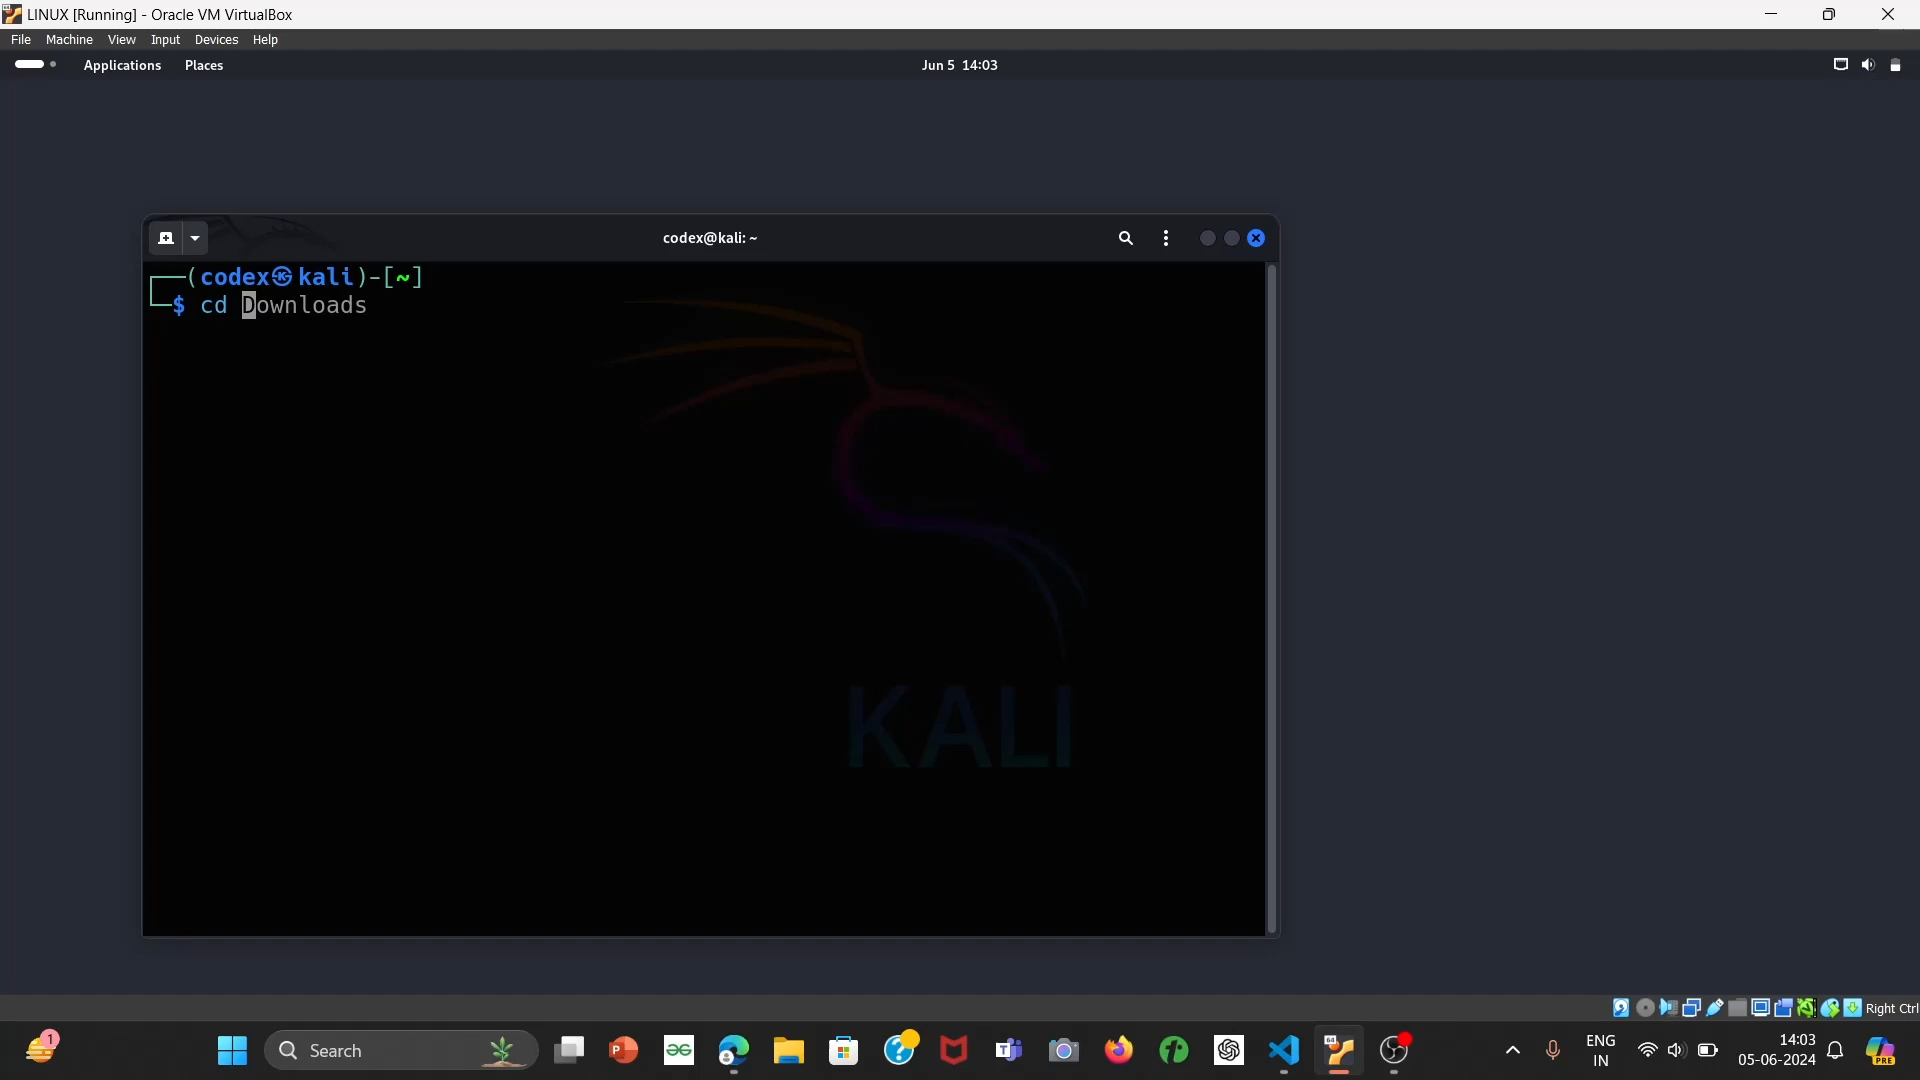 LINUX [Running] - Oracle VM VirtualBox
File Machine View Input Devices Help
Applications Places Jun 5 14:03
codex@kali: ~
┌──(codex㉿kali)-[~]
└─$ cd Downloads
KALI
Right Ctrl
1 Search ENG 14:03
IN 05-06-2024